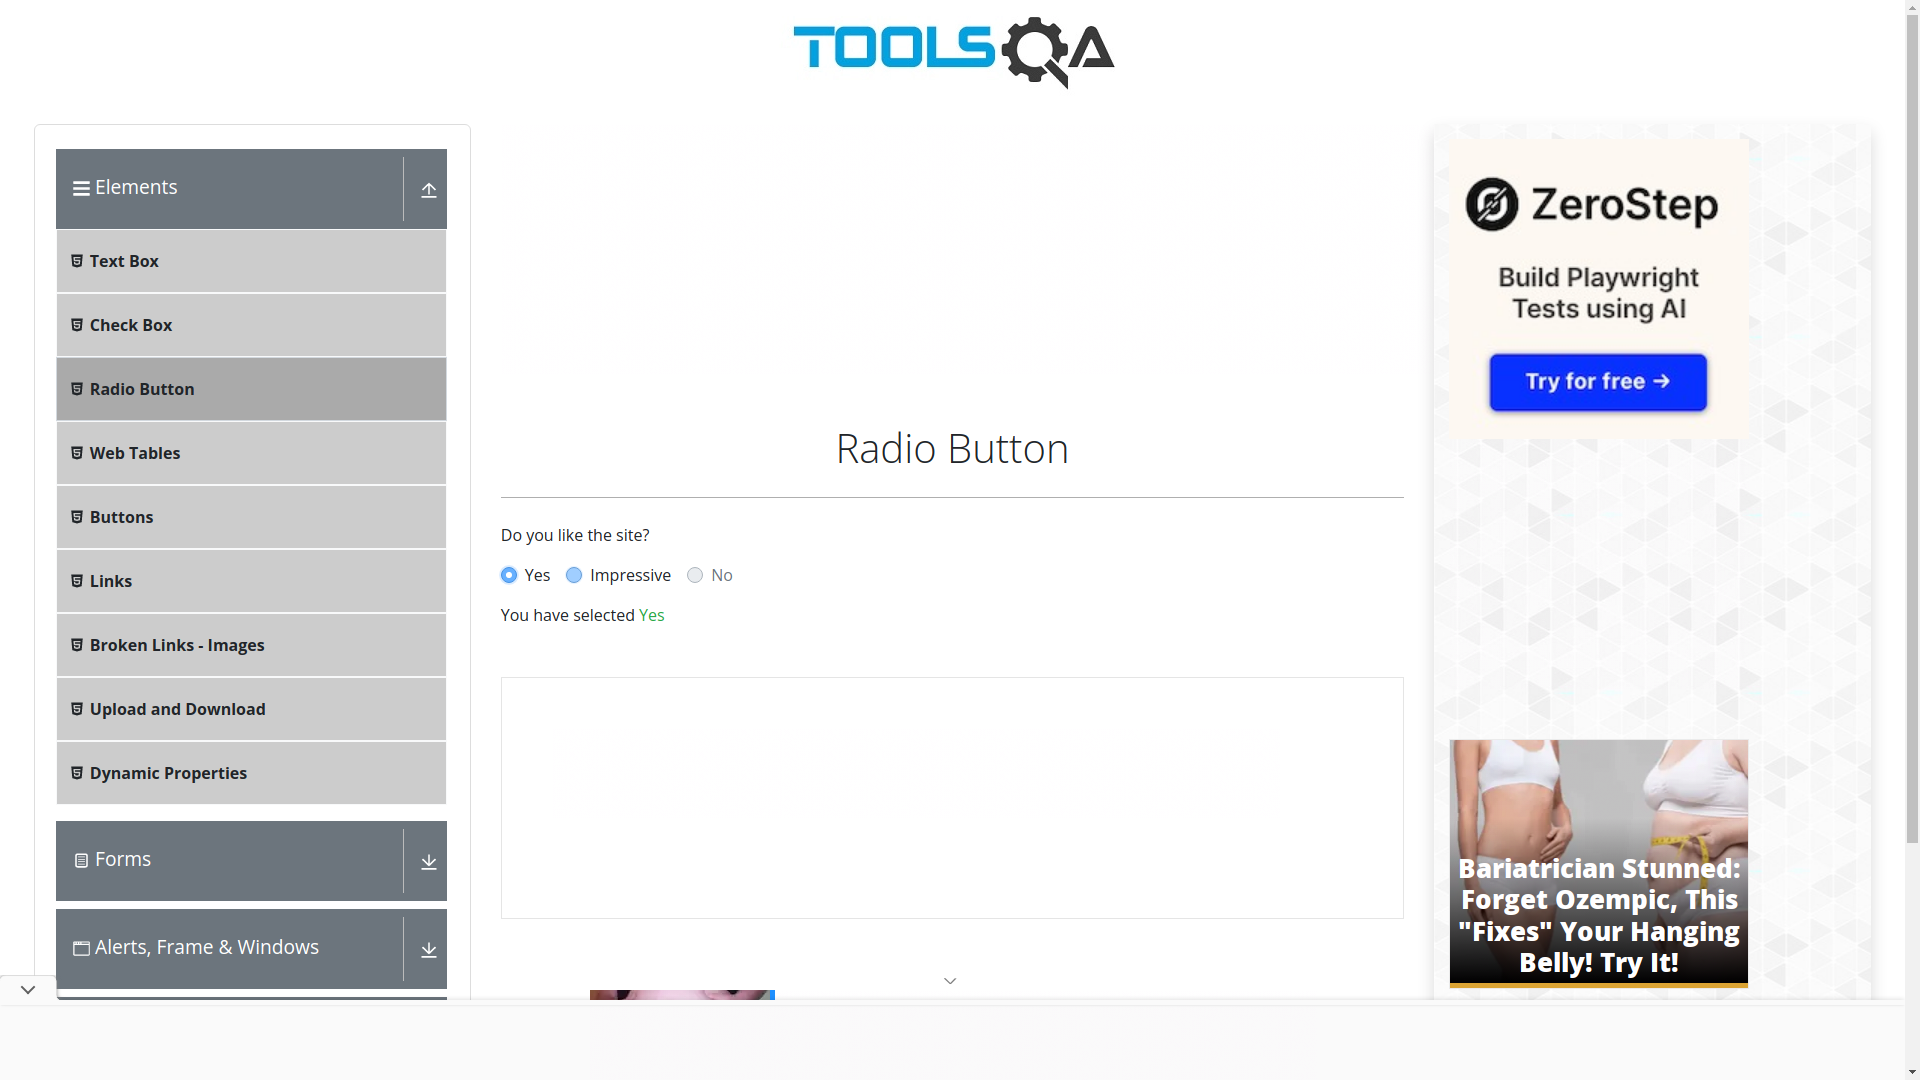 TOOLSQA
Elements
Text Box
Check Box
Radio Button
Web Tables
Buttons
Links
Broken Links - Images
Upload and Download
Dynamic Properties
Forms
Alerts, Frame & Windows
Radio Button
Do you like the site?
Yes Impressive No
You have selected Yes
ZeroStep
Build Playwright
Tests using AI
Try for free →
Bariatrician Stunned:
Forget Ozempic, This
"Fixes" Your Hanging
Belly! Try It!